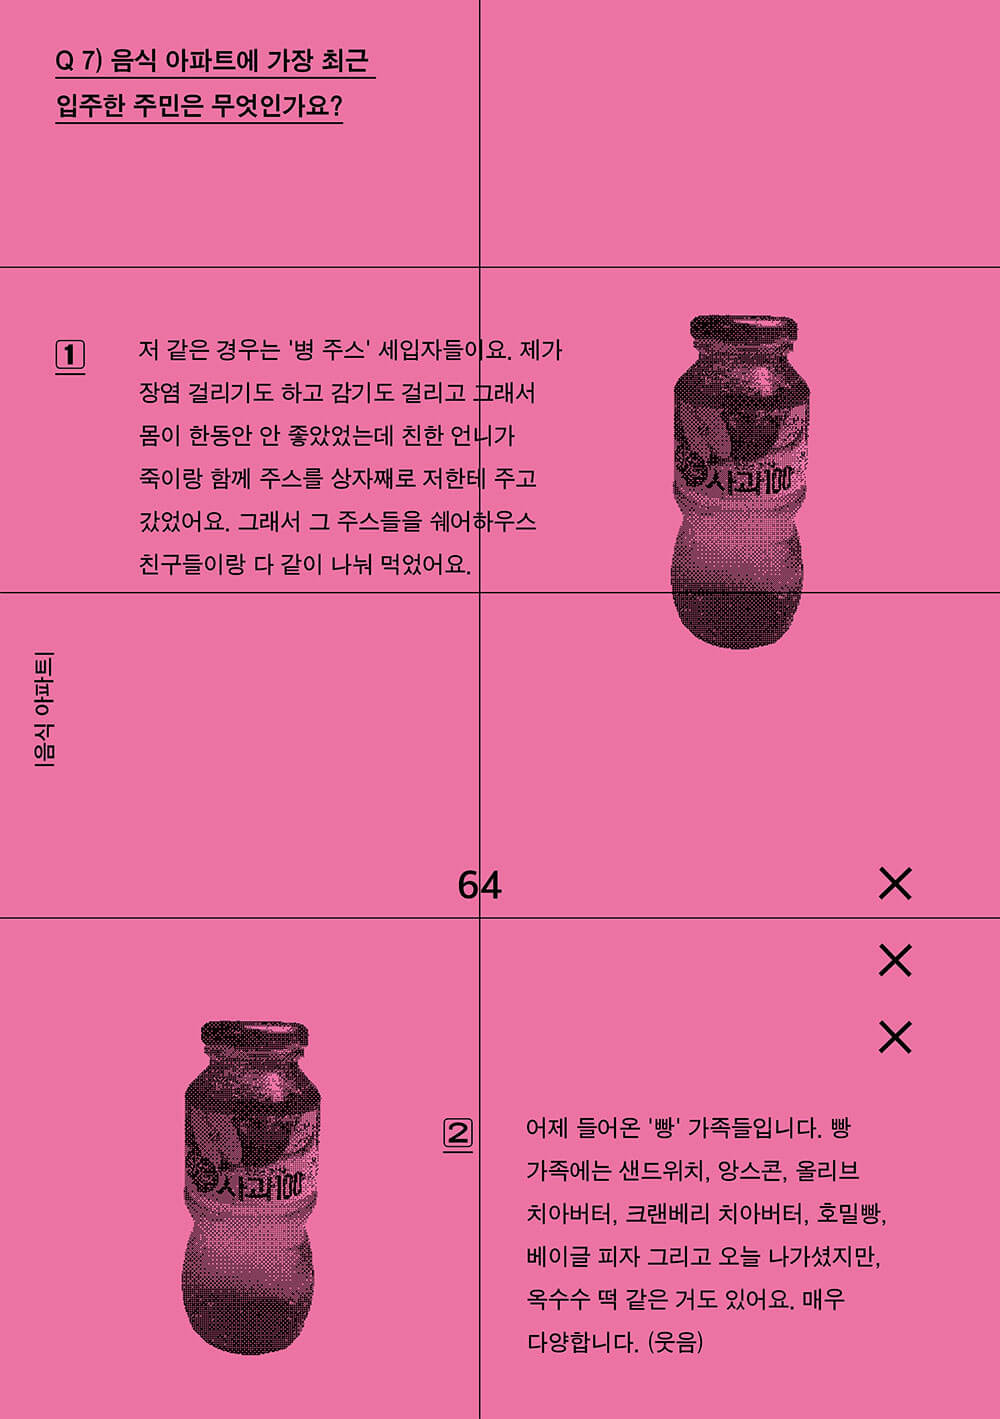 Q 7) 음식 아파트에 가장 최근
입주한 주민은 무엇인가요?
1
저 같은 경우는 '병 주스' 세입자들이요. 제가
장염 걸리기도 하고 감기도 걸리고 그래서
몸이 한동안 안 좋았었는데 친한 언니가
죽이랑 함께 주스를 상자째로 저한테 주고
갔었어요. 그래서 그 주스들을 쉐어하우스
친구들이랑 다 같이 나눠 먹었어요.
사과100
|음식 아파트|
64
사과100
2
어제 들어온 '빵' 가족들입니다. 빵
가족에는 샌드위치, 앙스콘, 올리브
치아버터, 크랜베리 치아버터, 호밀빵,
베이글 피자 그리고 오늘 나가셨지만,
옥수수 떡 같은 거도 있어요. 매우
다양합니다. (웃음)